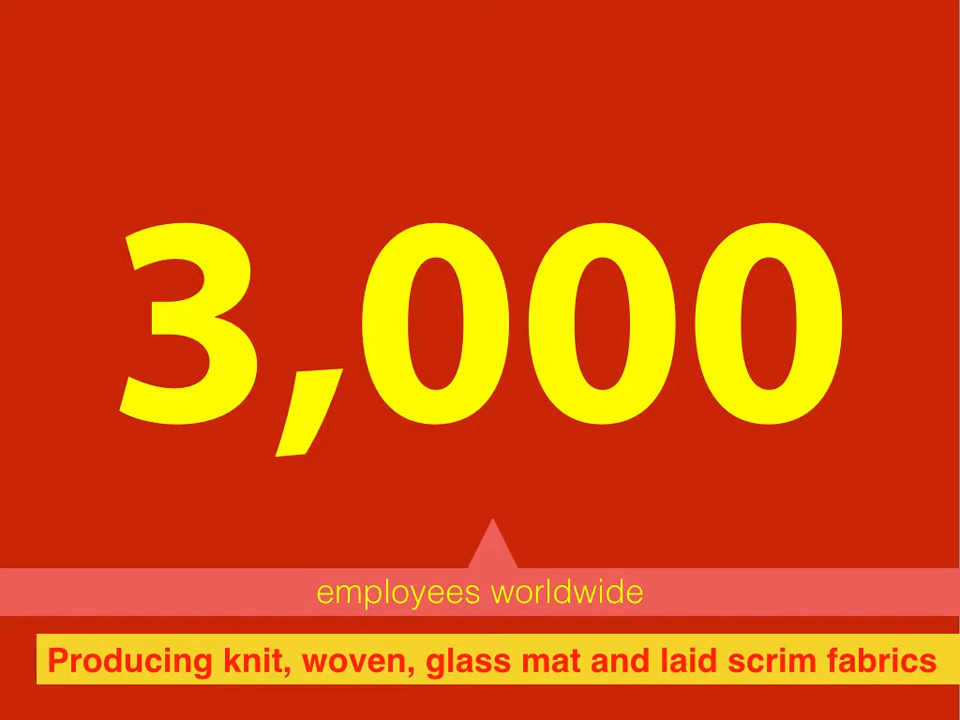 3,000
employees worldwide
Producing knit, woven, glass mat and laid scrim fabrics